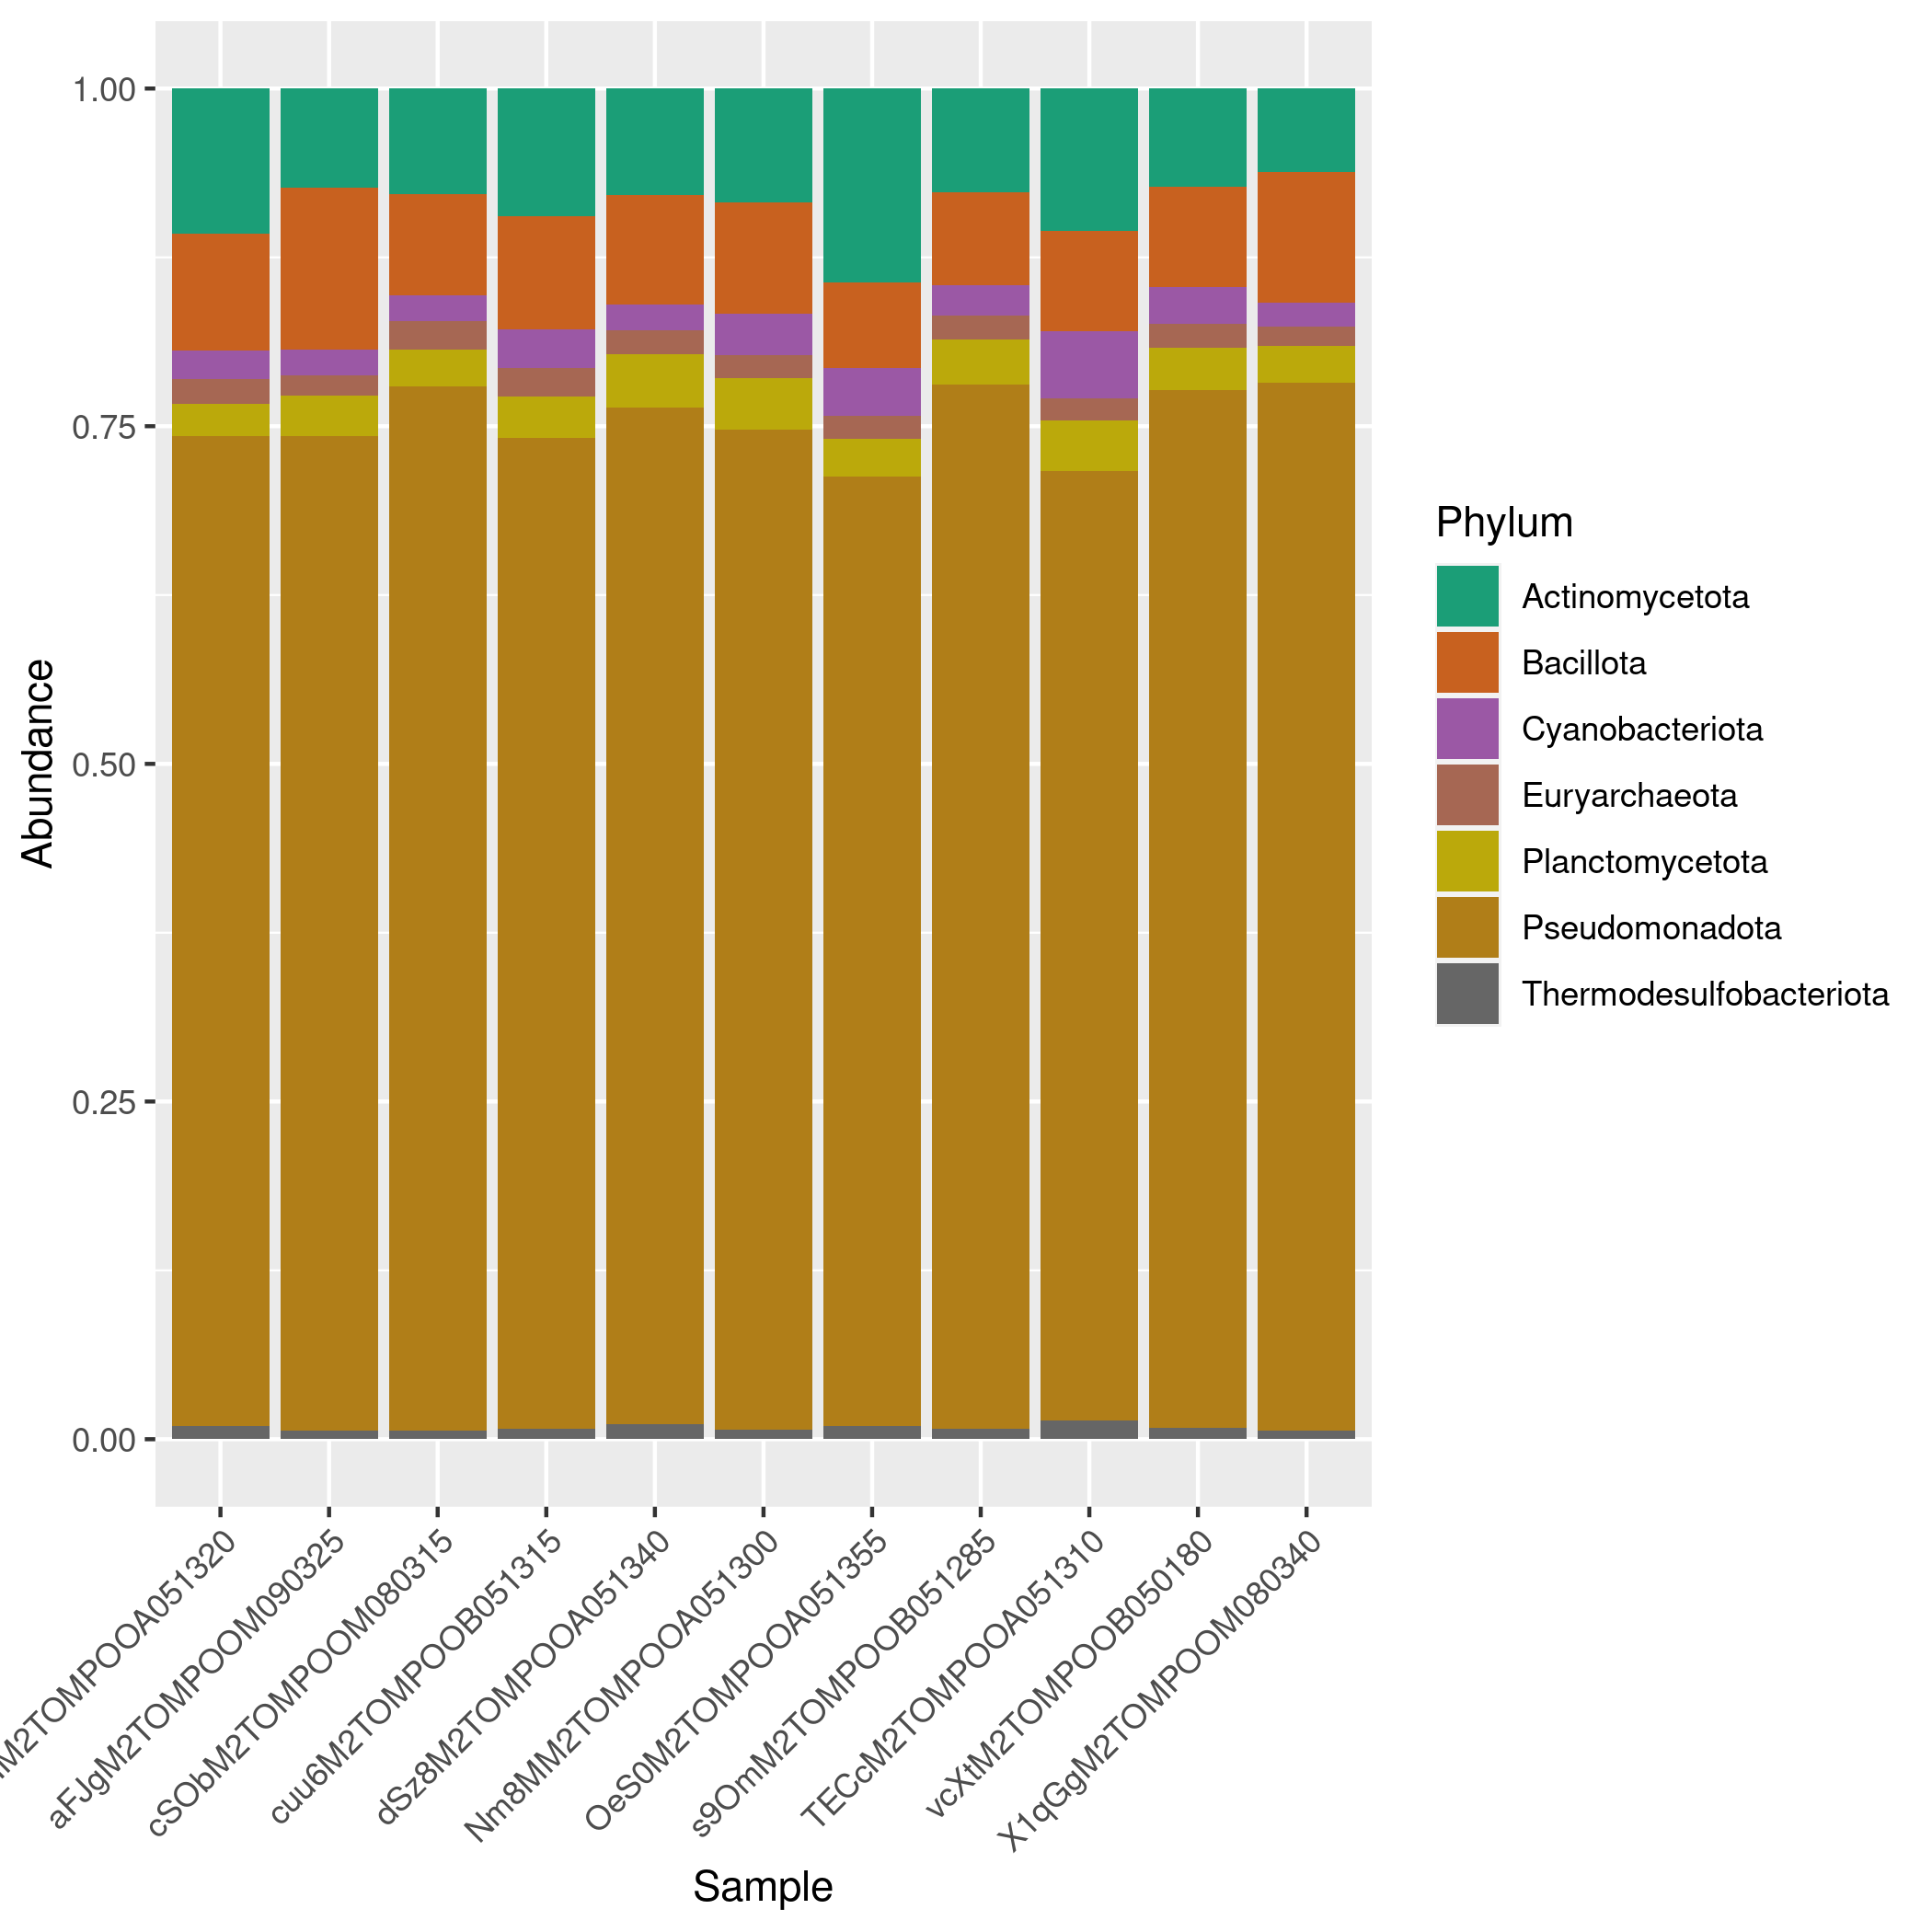 1.00
0.75
0.50
0.25
0.00
Abundance
M2TOMPOOA051320
aFJgM2TOMPOOM090325
cSObM2TOMPOOM080315
cuu6M2TOMPOOB051315
dSz8M2TOMPOOA051340
Nm8MM2TOMPOOA051300
OeS0M2TOMPOOA051355
s9OmM2TOMPOOB051285
TECcM2TOMPOOA051310
vcXtM2TOMPOOB050180
X1qGgM2TOMPOOM080340
Sample
Phylum
Actinomycetota
Bacillota
Cyanobacteriota
Euryarchaeota
Planctomycetota
Pseudomonadota
Thermodesulfobacteriota